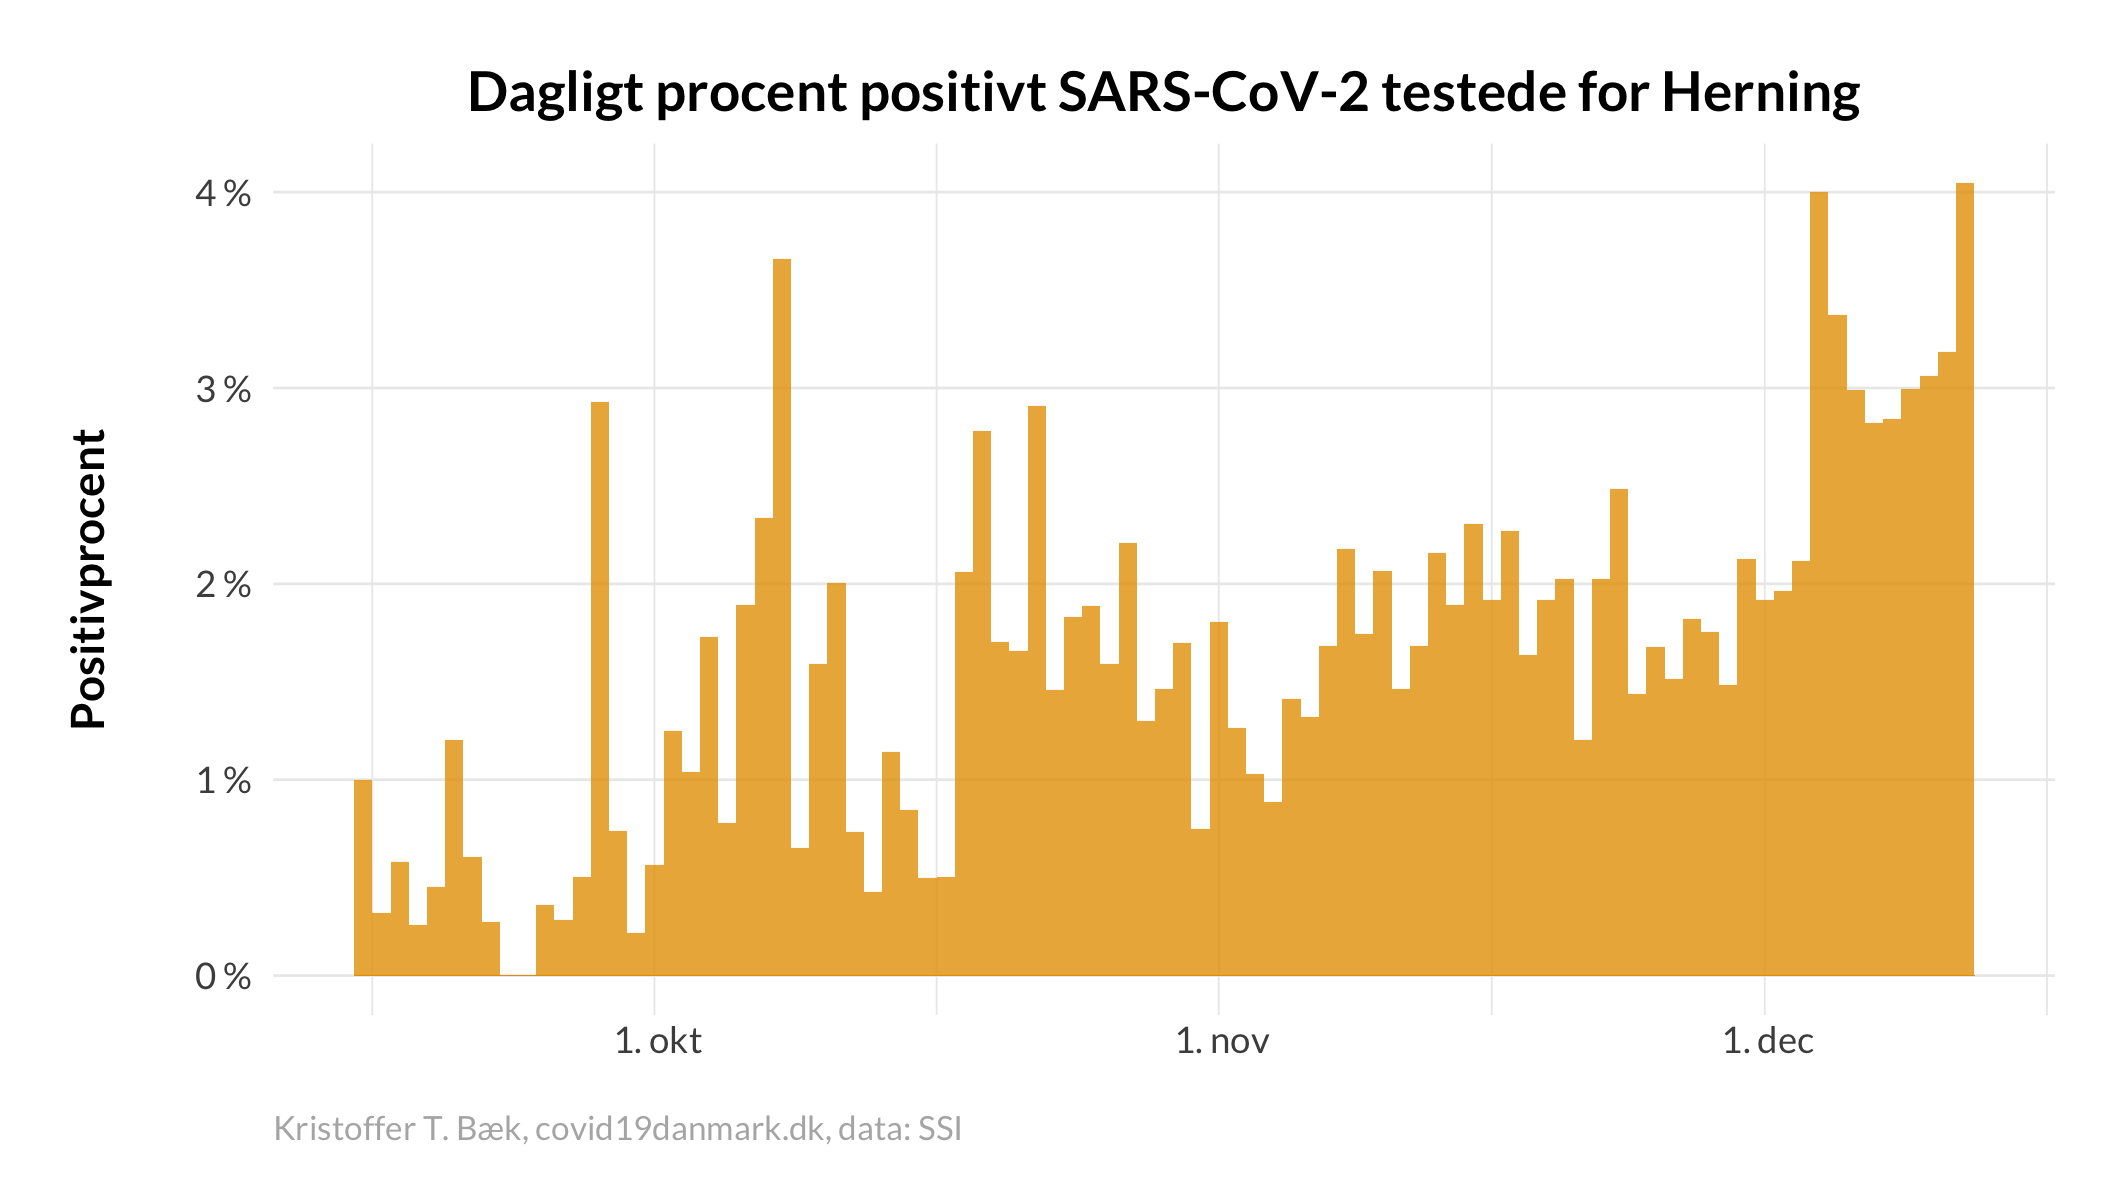 Dagligt procent positivt SARS-CoV-2 testede for Herning
Positivprocent
4 %
3 %
2 %
1 %
0 %
1. okt
1. nov
1. dec
Kristoffer T. Bæk, covid19danmark.dk, data: SSI